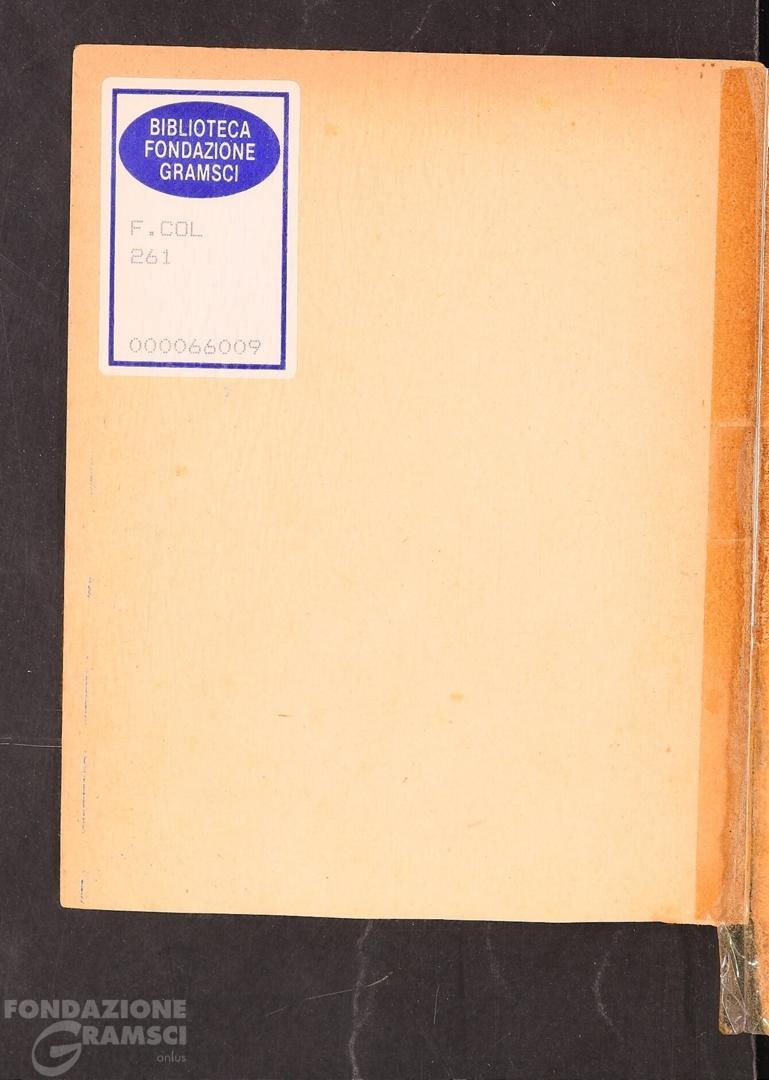 BIBLIOTECA
FONDAZIONE
GRAMSCI
F.COL
261
000066009
FONDAZIONE
GRAMSCI
onlus